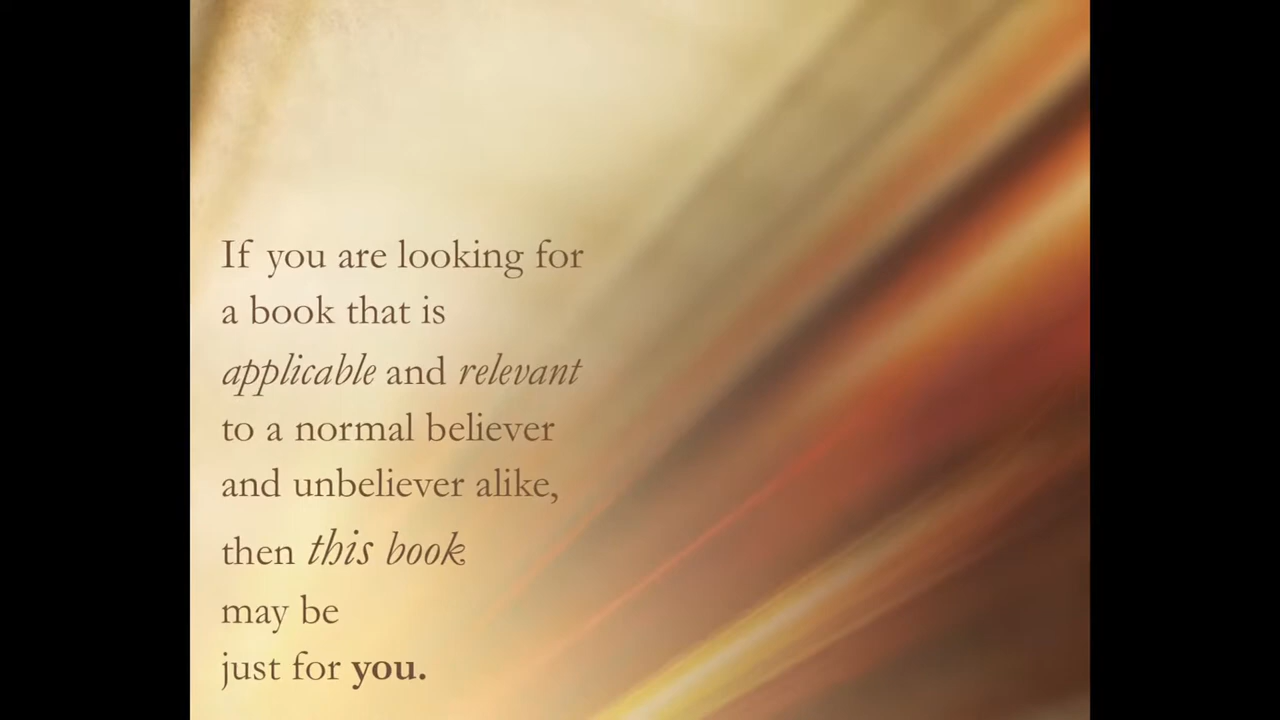 If you are looking for
a book that is
applicable and relevant
to a normal believer
and unbeliever alike,
then this book
may be
just for you.